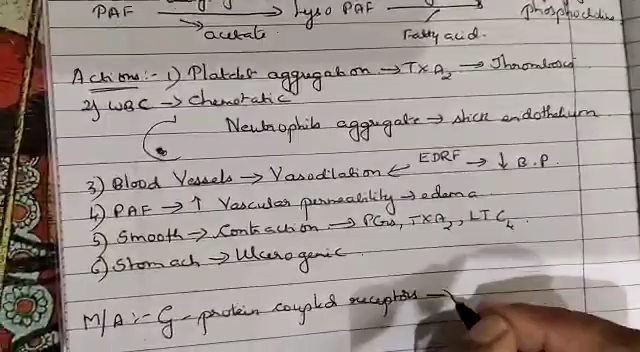 PAF → acetate Lyso PAF → Fatty acid. phosphocholine
Actions:- 1) Platelet aggregation → TXA2 → Thrombosis
2) WBC → Chemotatic
Neutrophils aggregate → stick endothelium
3) Blood Vessels → Vasodilation ← EDRF → ↓ B.P.
4) PAF → ↑ Vascular permeability → edema
5) Smooth → Contraction → PGs, TXA2, LTC4
6) Stomach → Ulcerogenic
M/A:- G-protein coupled receptors →